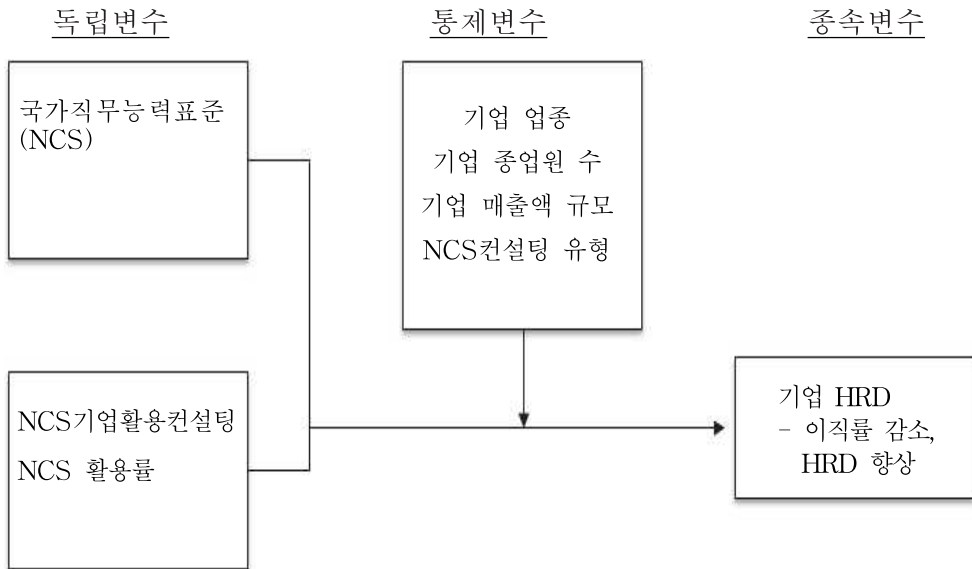 독립변수
통제변수
종속변수
국가직무능력표준
(NCS)
기업 업종
기업 종업원 수
기업 매출액 규모
NCS컨설팅 유형
NCS기업활용컨설팅
NCS 활용률
기업 HRD
- 이직률 감소,
HRD 향상